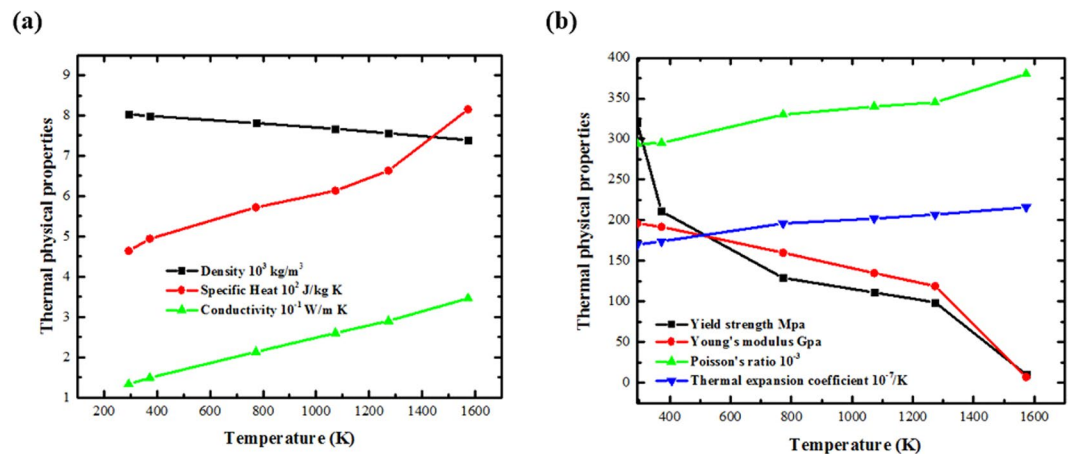 (a)
Thermal physical properties
9
8
7
6
5
4
3
2
1
Density 10³ kg/m³
Specific Heat 10² J/kg K
Conductivity 10⁻¹ W/m K
200 400 600 800 1000 1200 1400 1600
Temperature (K)
(b)
Thermal physical properties
400
350
300
250
200
150
100
50
0
Yield strength Mpa
Young's modulus Gpa
Poisson's ratio 10⁻³
Thermal expansion coefficient 10⁻⁷/K
400 600 800 1000 1200 1400 1600
Temperature (K)